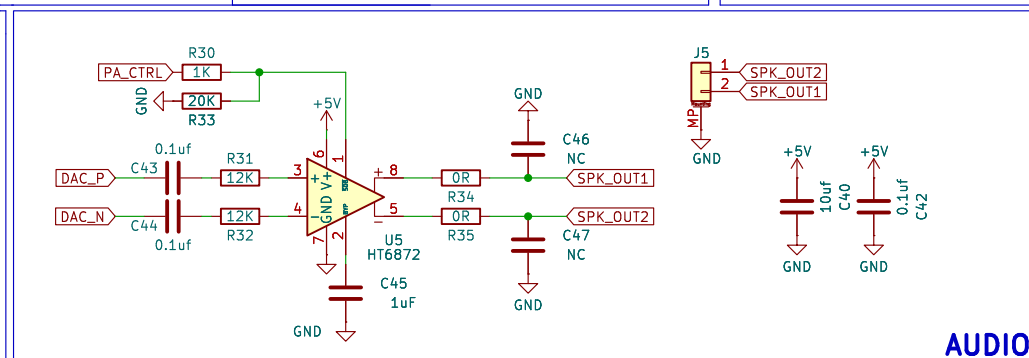 R30
PA_CTRL
1K
GND
20K
R33
+5V
6
1
0.1uf
C43
R31
DAC_P
12K
3
+
V+
8
+
0R
R34
SPK_OUT1
GND
C46
NC
DAC_N
12K
4
-
GND
5
-
0R
R35
SPK_OUT2
C44
0.1uf
R32
7
2
BYP
U5
HT6872
C47
NC
GND
C45
1uF
GND
J5
1
SPK_OUT2
2
SPK_OUT1
MP
GND
+5V
10uf
C40
GND
+5V
0.1uf
C42
GND
AUDIO